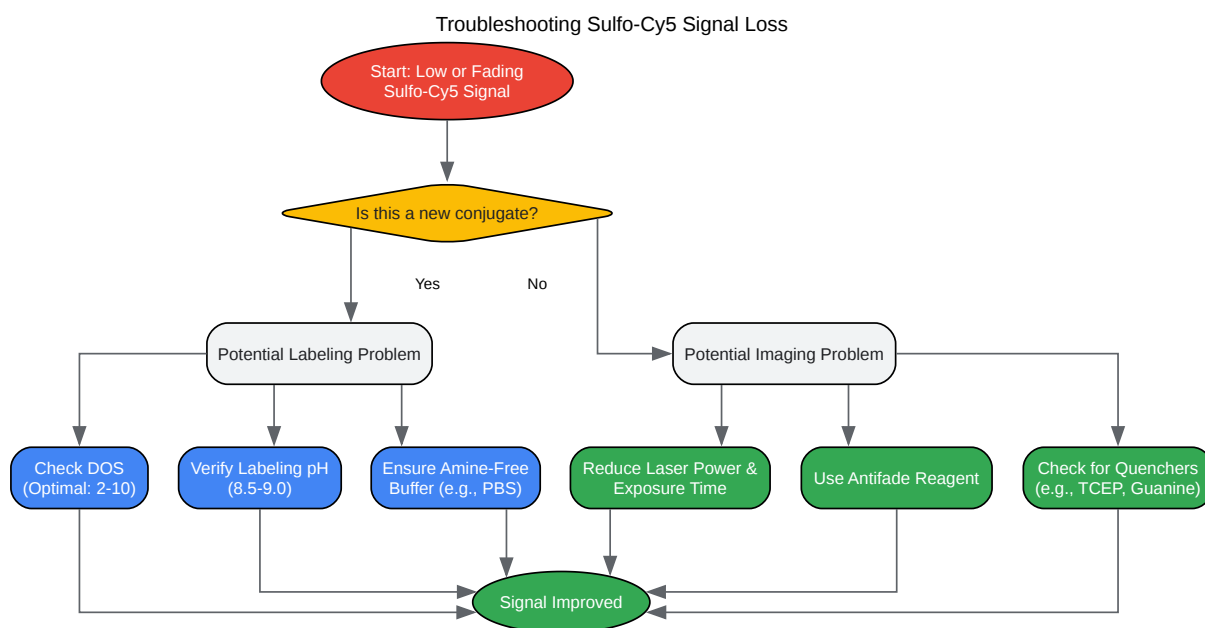 Troubleshooting Sulfo-Cy5 Signal Loss
Start: Low or Fading
Sulfo-Cy5 Signal
Is this a new conjugate?
Yes
No
Potential Labeling Problem
Potential Imaging Problem
Check DOS
(Optimal: 2-10)
Verify Labeling pH
(8.5-9.0)
Ensure Amine-Free
Buffer (e.g., PBS)
Reduce Laser Power &
Exposure Time
Use Antifade Reagent
Check for Quenchers
(e.g., TCEP, Guanine)
Signal Improved